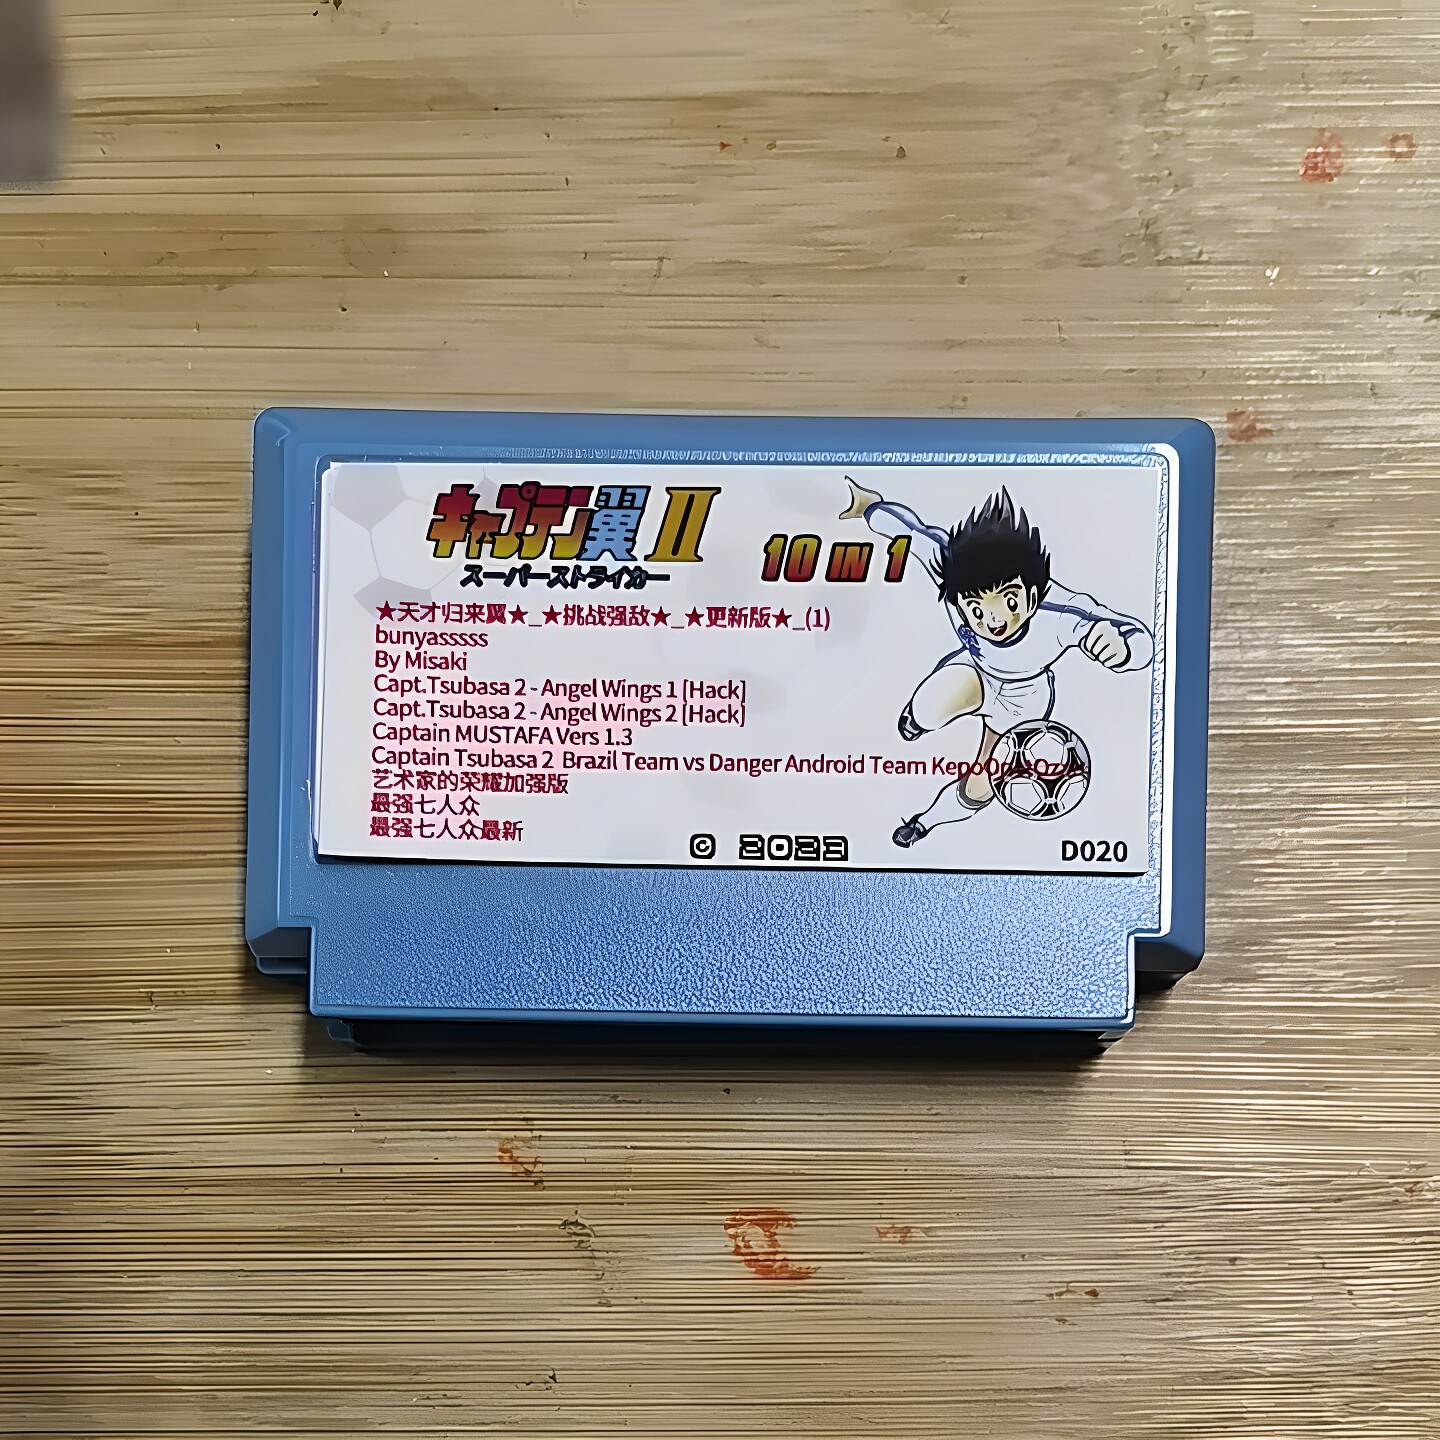 キャプテン翼 II
スーパーストライカー
10 IN 1
★天才归来翼★_★挑战强敌★_★更新版★_(1)
bunyasssss
By Misaki
Capt.Tsubasa 2 - Angel Wings 1 [Hack]
Capt.Tsubasa 2 - Angel Wings 2 [Hack]
Captain MUSTAFA Vers 1.3
Captain Tsubasa 2 Brazil Team vs Danger Android Team
艺术家的荣耀加强版
最强七人众
最强七人众最新
© 2023
D020